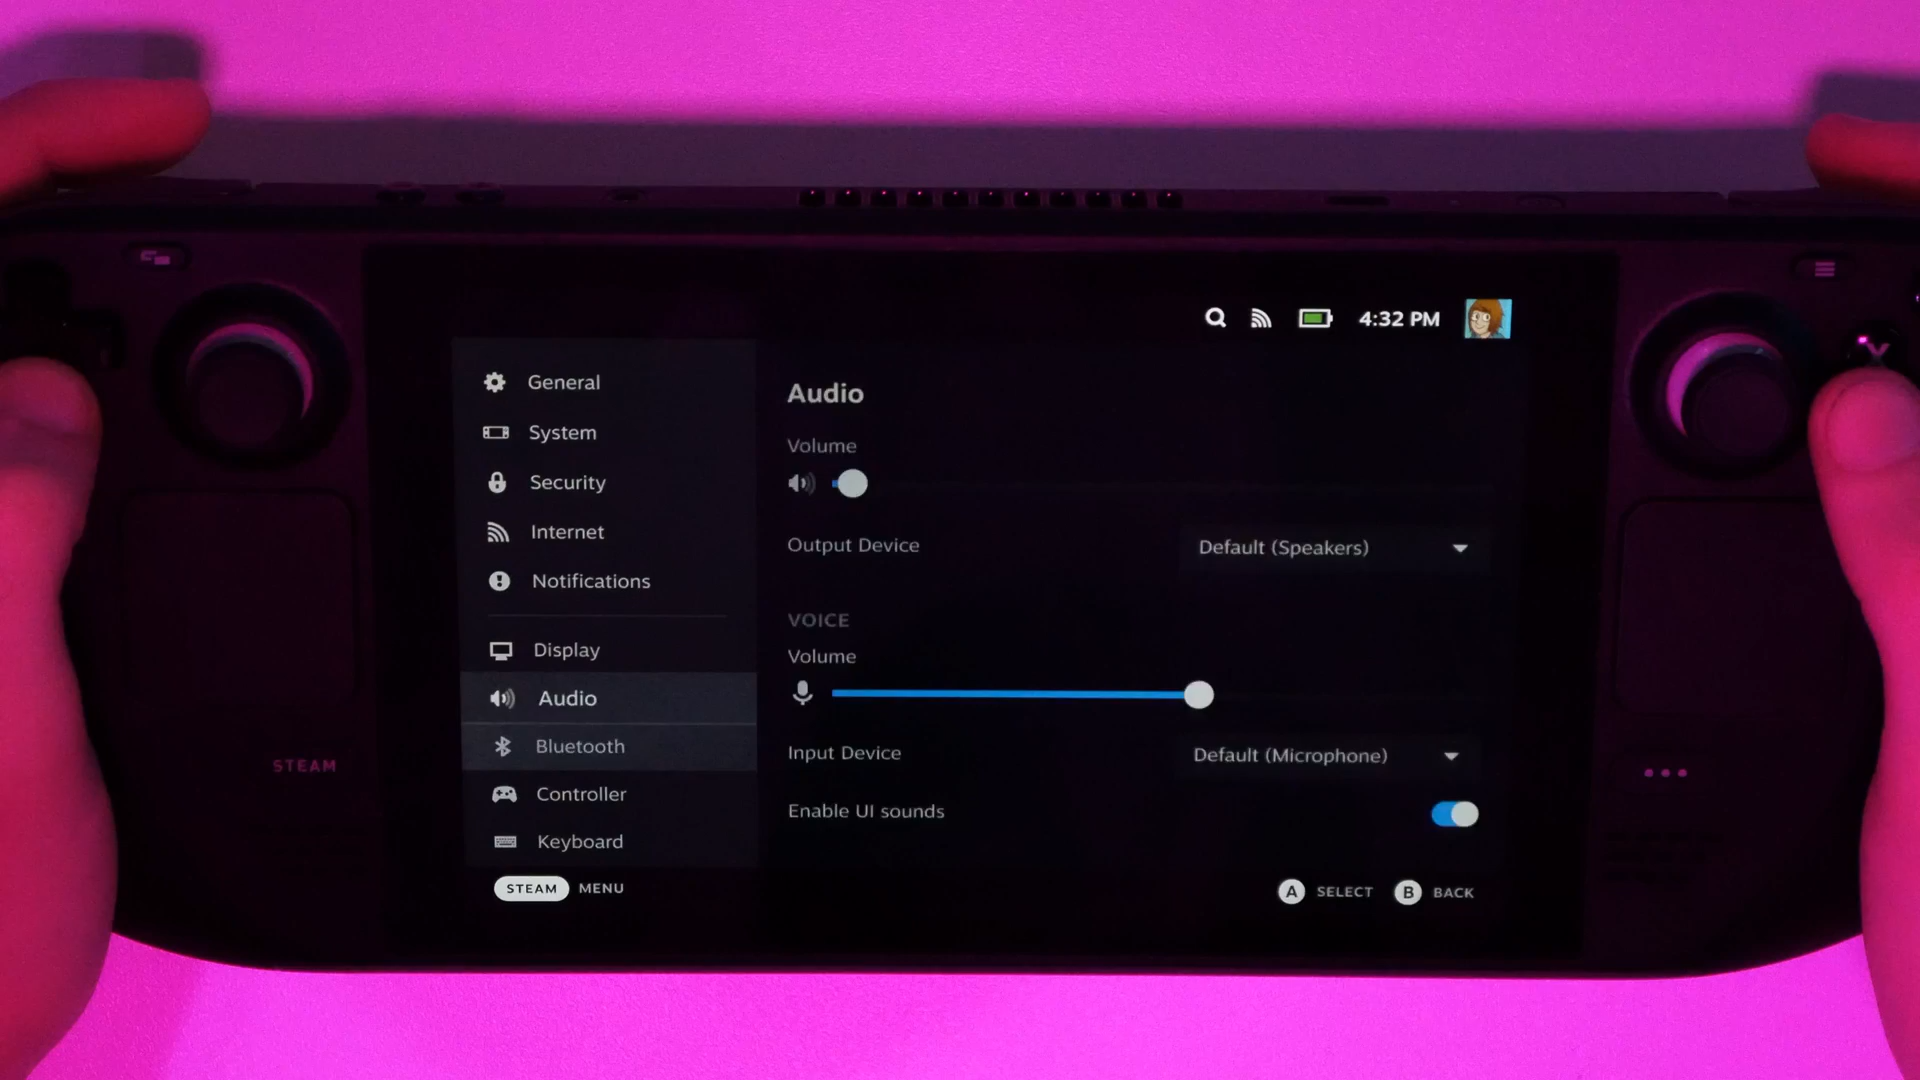 4:32 PM
General
System
Security
Internet
Notifications
Display
Audio
Bluetooth
Controller
Keyboard
Audio
Volume
Output Device
Default (Speakers)
VOICE
Volume
Input Device
Default (Microphone)
Enable UI sounds
STEAM MENU
A SELECT B BACK
STEAM
Y